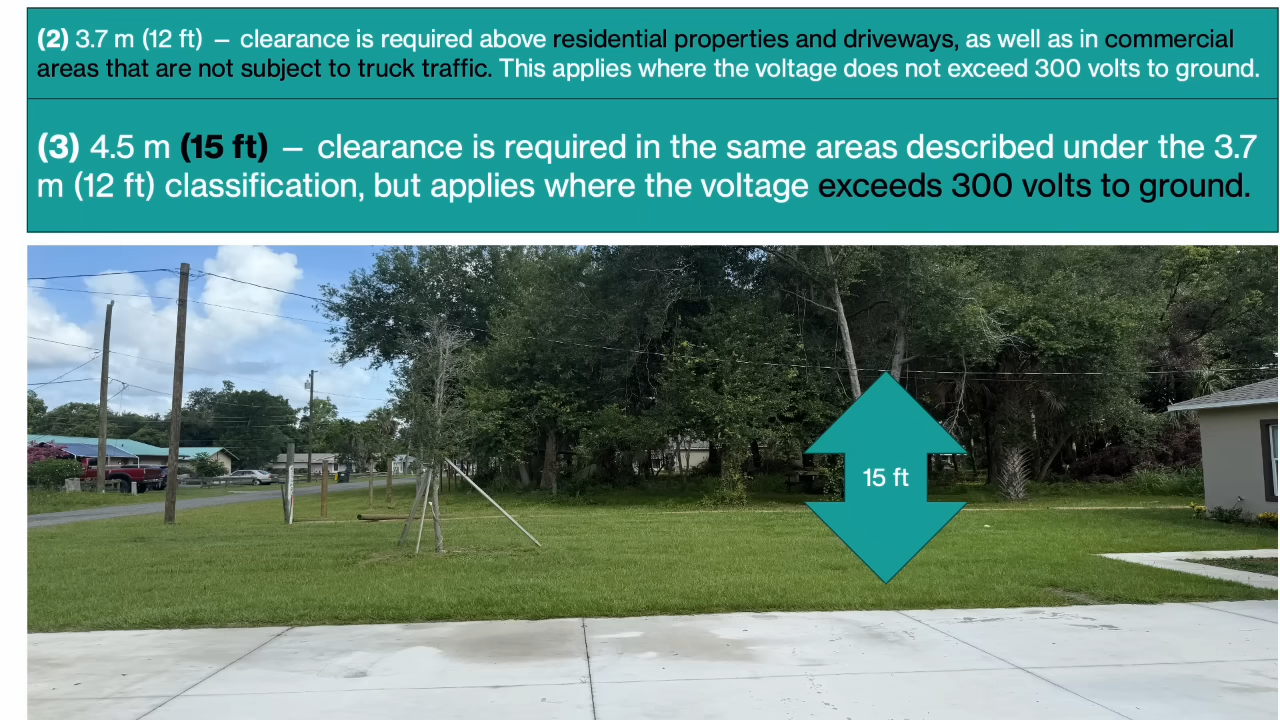 (2) 3.7 m (12 ft) – clearance is required above residential properties and driveways, as well as in commercial
areas that are not subject to truck traffic. This applies where the voltage does not exceed 300 volts to ground.
(3) 4.5 m (15 ft) – clearance is required in the same areas described under the 3.7
m (12 ft) classification, but applies where the voltage exceeds 300 volts to ground.
15 ft